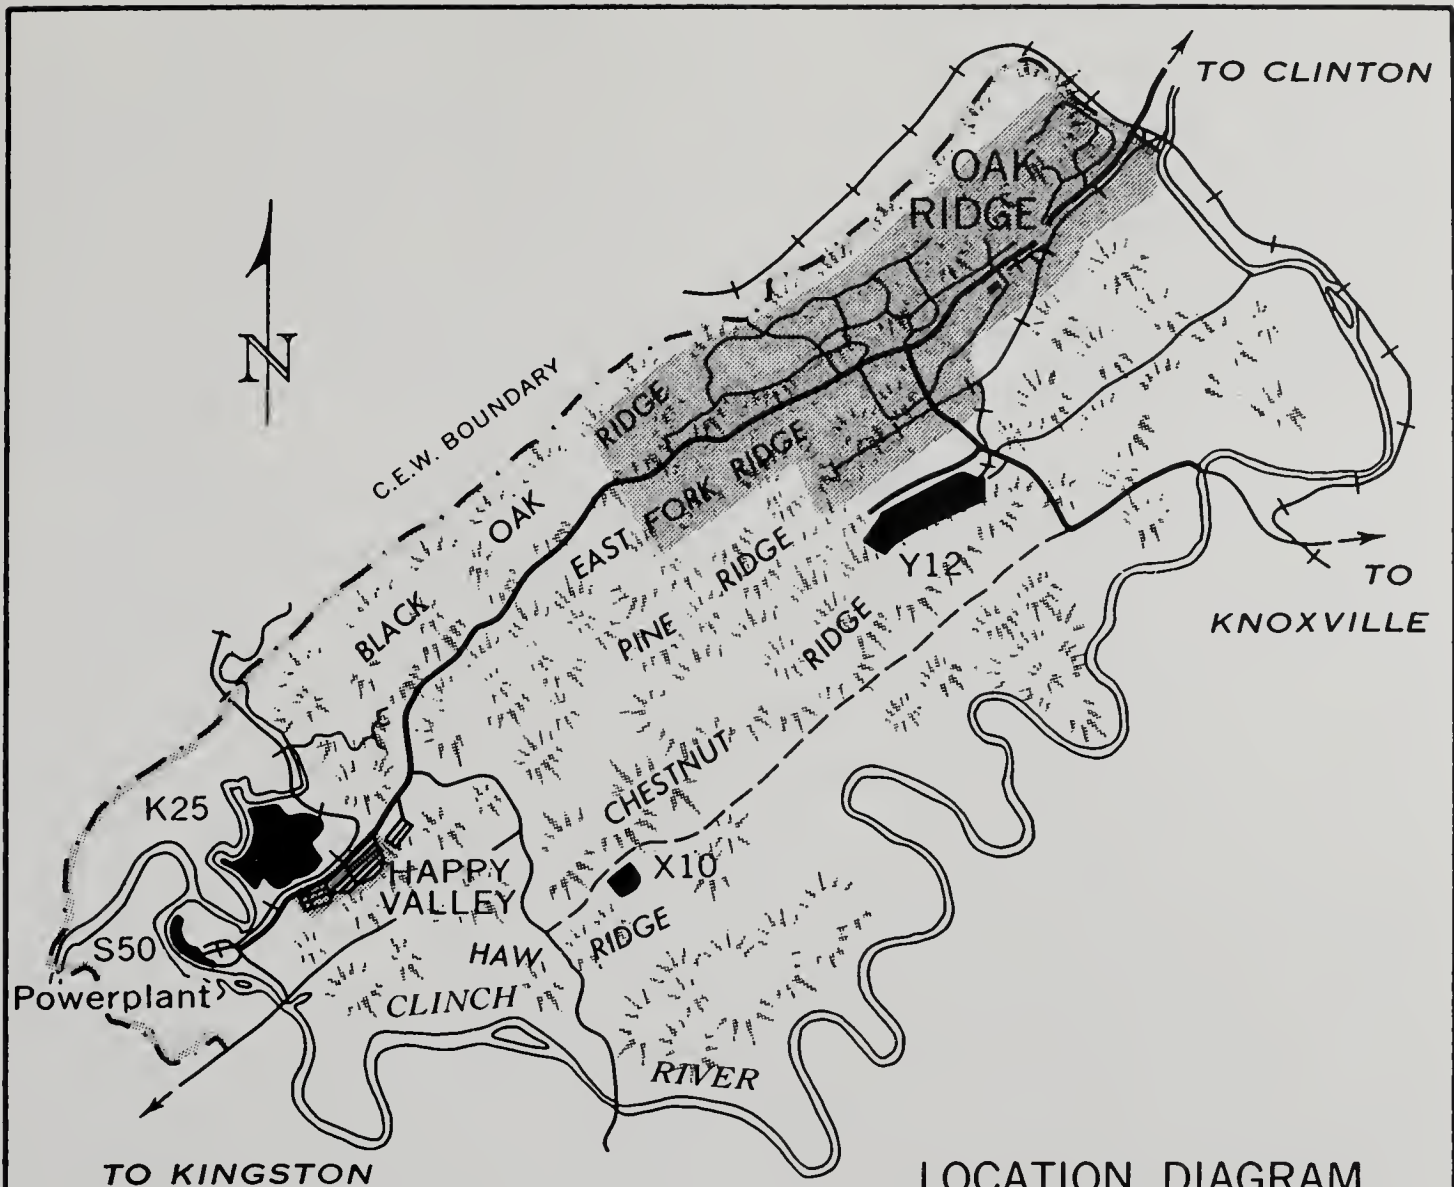 TO CLINTON
OAK
RIDGE
N
C.E.W. BOUNDARY
BLACK OAK RIDGE
EAST FORK RIDGE
PINE RIDGE
Y12
TO
KNOXVILLE
CHESTNUT RIDGE
K25
HAPPY
VALLEY
X10
S50
HAW RIDGE
Powerplant
CLINCH RIVER
TO KINGSTON
LOCATION DIAGRAM